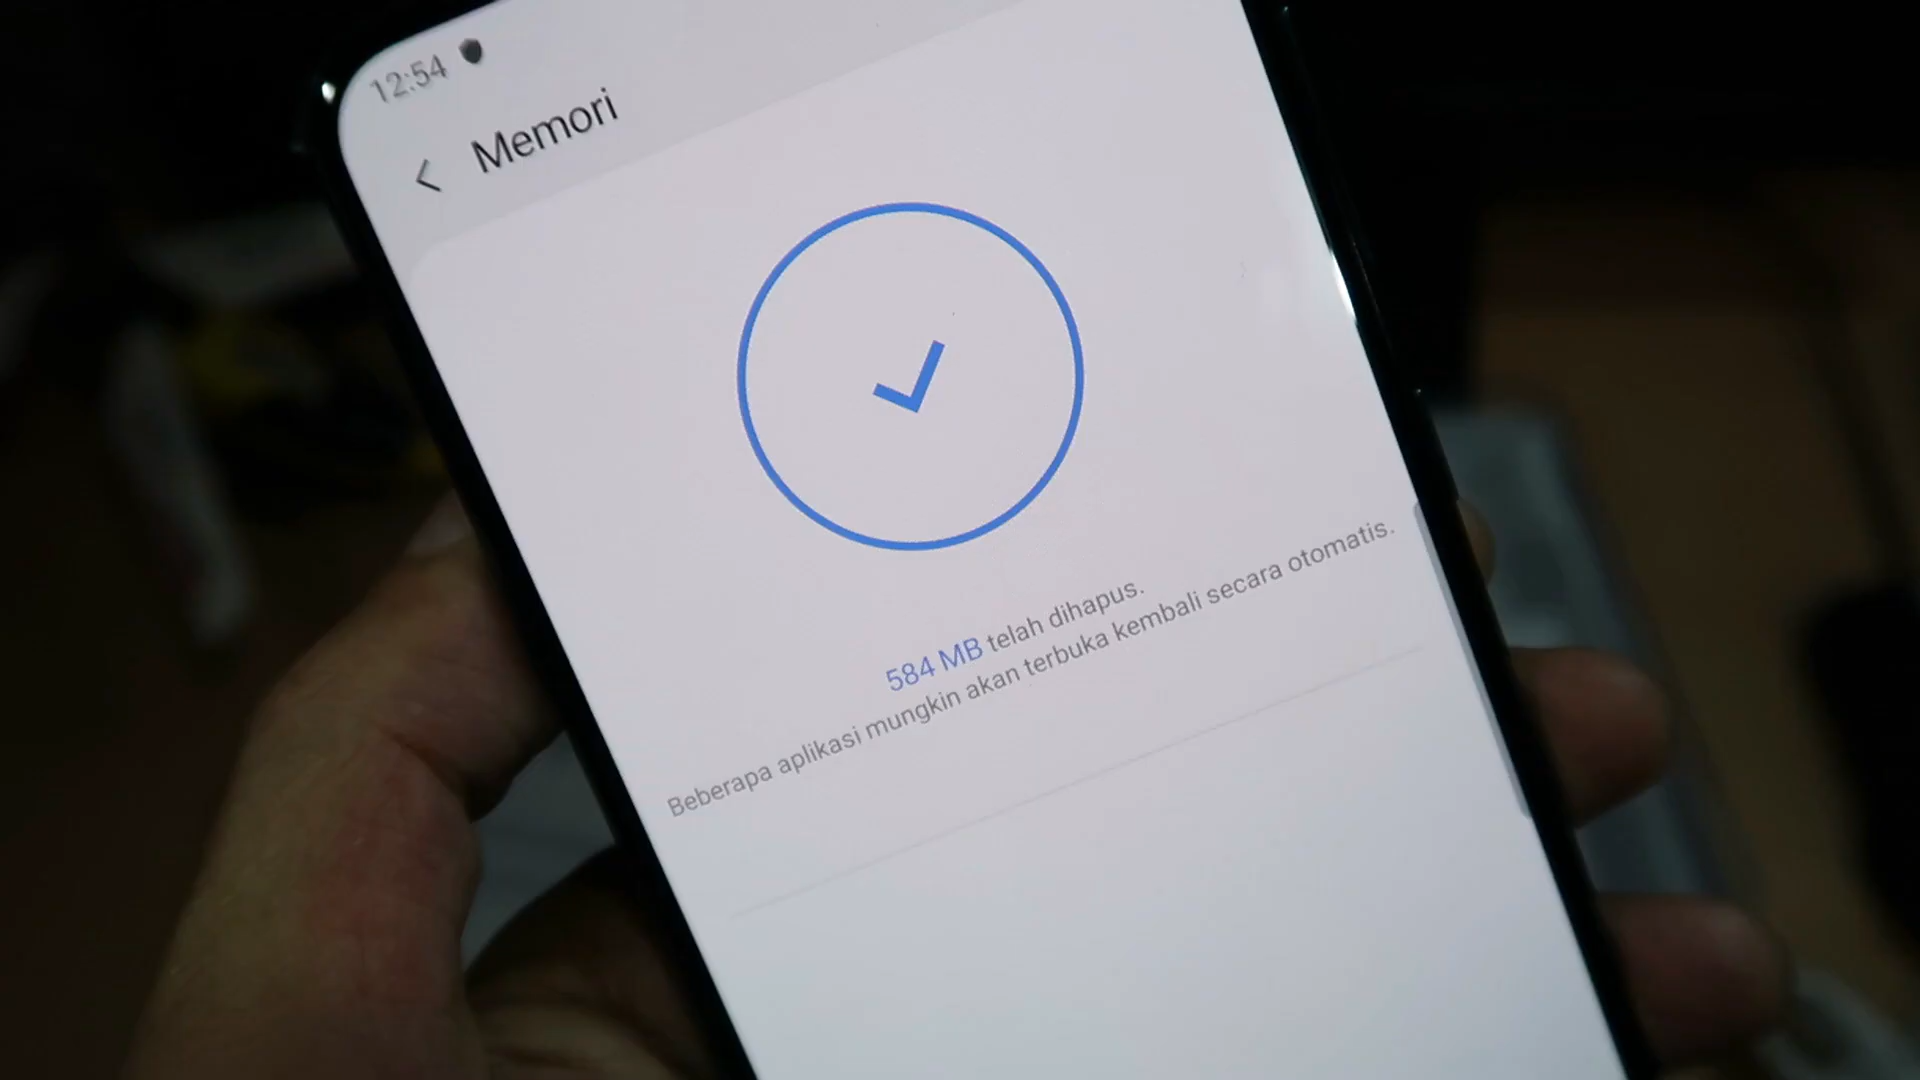 12:54
Memori
584 MB telah dihapus.
Beberapa aplikasi mungkin akan terbuka kembali secara otomatis.